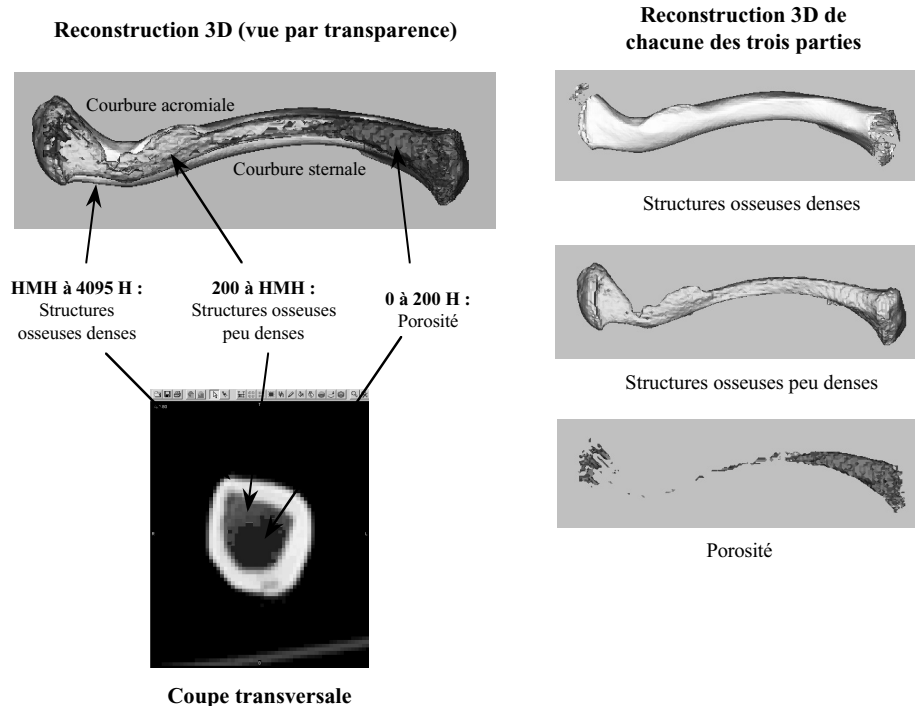 Reconstruction 3D (vue par transparence)
Courbure acromiale
Courbure sternale
HMH à 4095 H :
Structures
osseuses denses
200 à HMH :
Structures osseuses
peu denses
0 à 200 H :
Porosité
Coupe transversale
Reconstruction 3D de
chacune des trois parties
Structures osseuses denses
Structures osseuses peu denses
Porosité